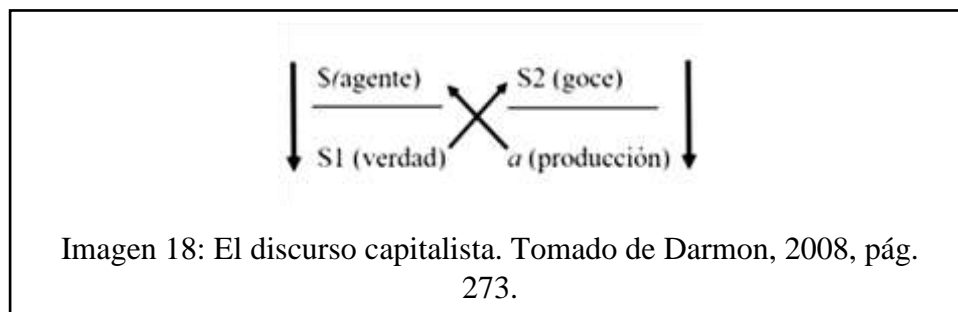 S/(agente) S2 (goce)
S1 (verdad) a (producción)
Imagen 18: El discurso capitalista. Tomado de Darmon, 2008, pág.
273.